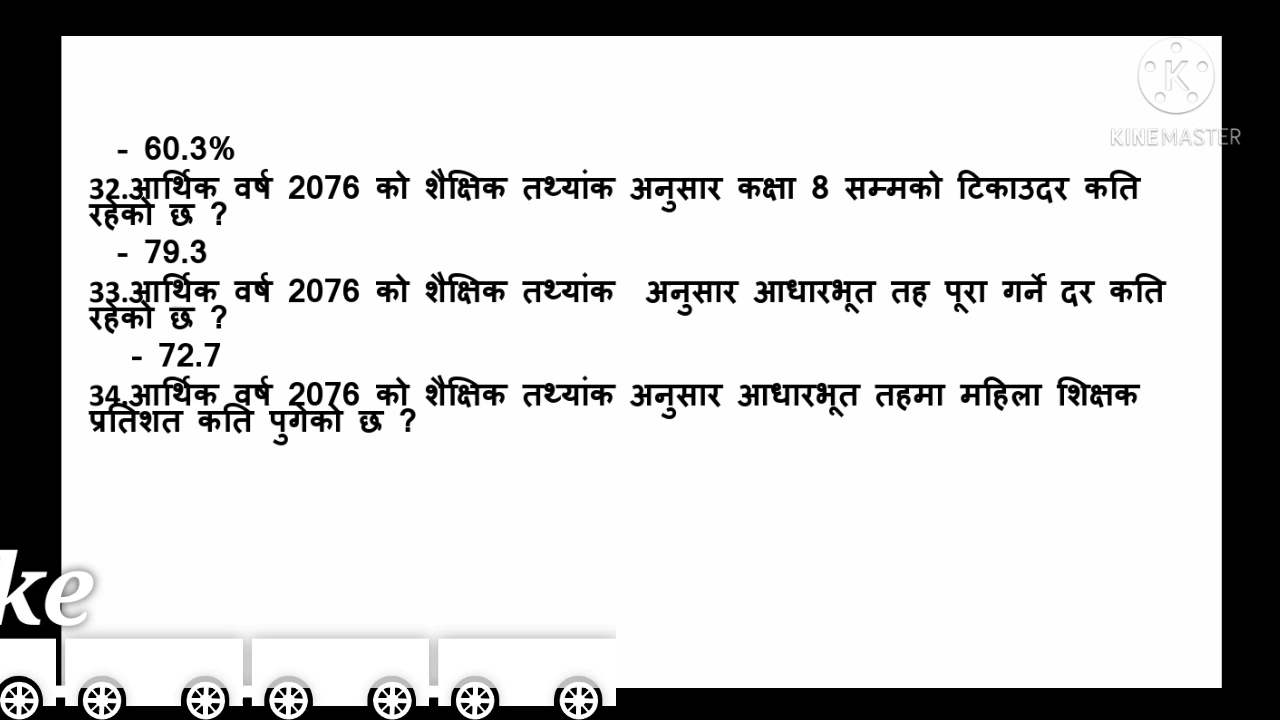 KINEMASTER
- 60.3%
32.आर्थिक वर्ष 2076 को शैक्षिक तथ्यांक अनुसार कक्षा 8 सम्मको टिकाउदर कति
रहेको छ ?
- 79.3
33.आर्थिक वर्ष 2076 को शैक्षिक तथ्यांक अनुसार आधारभूत तह पूरा गर्ने दर कति
रहेको छ ?
- 72.7
34.आर्थिक वर्ष 2076 को शैक्षिक तथ्यांक अनुसार आधारभूत तहमा महिला शिक्षक
प्रतिशत कति पुगेको छ ?
ke